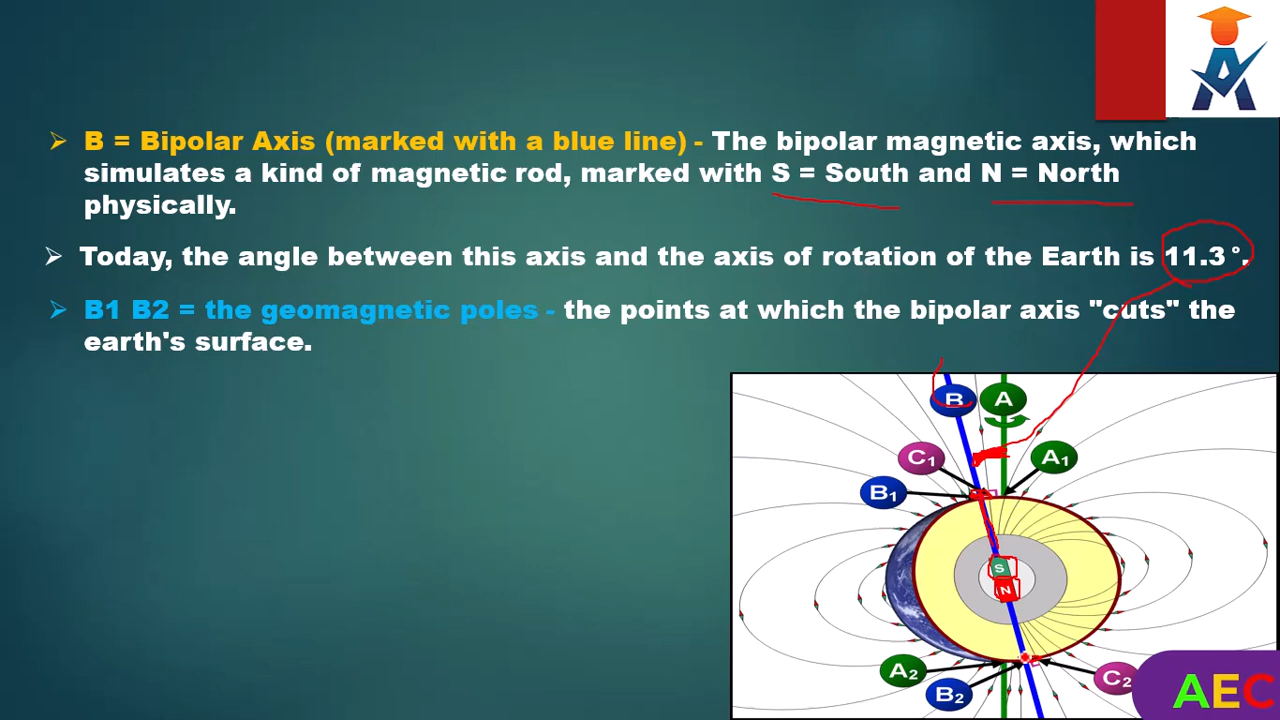 B = Bipolar Axis (marked with a blue line) - The bipolar magnetic axis, which
simulates a kind of magnetic rod, marked with S = South and N = North
physically.
Today, the angle between this axis and the axis of rotation of the Earth is 11.3°.
B1 B2 = the geomagnetic poles - the points at which the bipolar axis "cuts" the
earth's surface.
B A
C1 A1
B1
S
N
A2
B2 C2
AEC